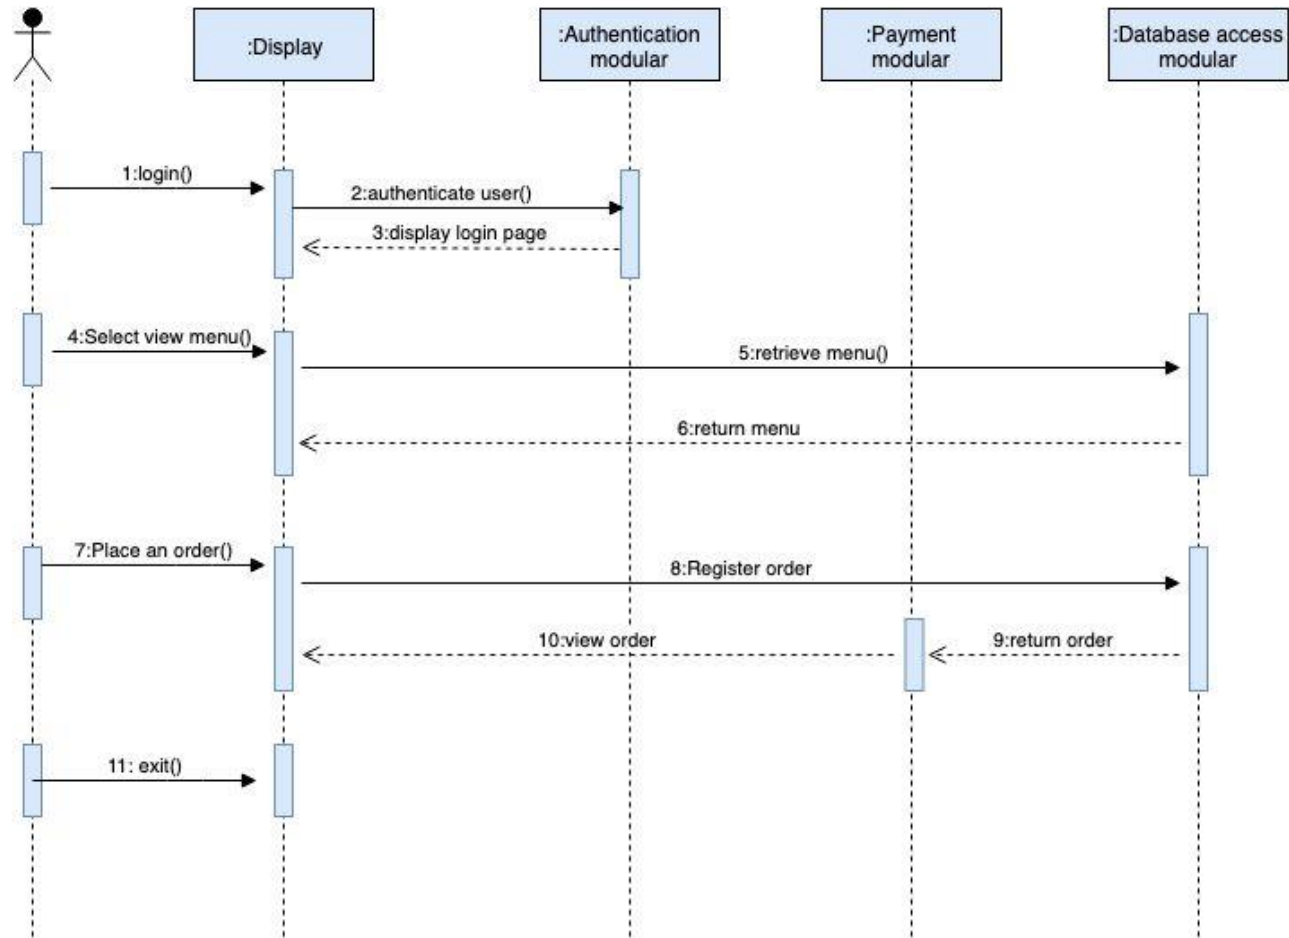 :Display
:Authentication
modular
:Payment
modular
:Database access
modular
1:login()
2:authenticate user()
3:display login page
4:Select view menu()
5:retrieve menu()
6:return menu
7:Place an order()
8:Register order
10:view order
9:return order
11: exit()